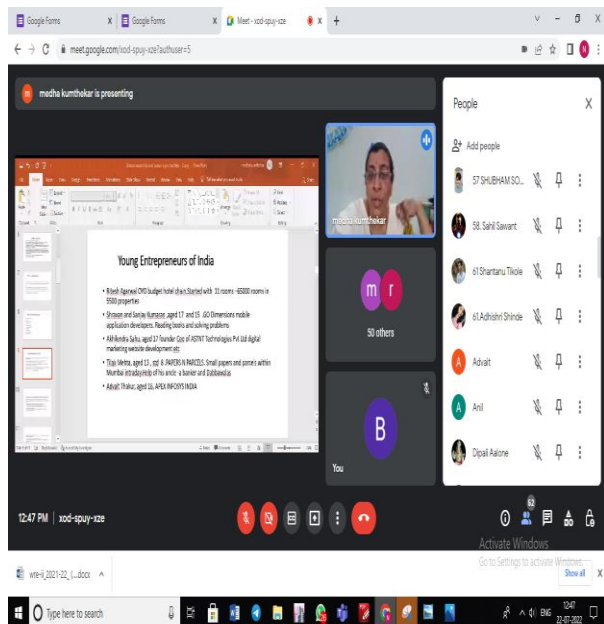 Google Forms
Google Forms
Meet - xod-spuy-xze
meet.google.com/xod-spuy-xze?authuser=5
N
m
medha kumthekar is presenting
Young Entrepreneurs of India
• Ritesh Agarwal OYO budget hotel chain.Started with 11 rooms -65000 rooms in
5500 properties
• Shravan and Sanjay Kumaran ,aged 17 and 15 .GO Dimensions mobile
application developers. Reading books and solving problems
• Akhilendra Sahu, aged 17 founder Cpo of ASTNT Technologies Pvt Ltd digital
marketing website development etc
• Tilak Mehta, aged 13 , std 8 .PAPERS N PARCELS. Small papers and parcels within
Mumbai intraday.Help of his uncle a banker and Dabbawalas
• Advait Thakur, aged 16, APEX INFOSYS INDIA
medha kumthekar
m
r
50 others
B
You
People
Add people
57 SHUBHAM SO...
58. Sahil Sawant
61 Shantanu Tikole
61.Adhishri Shinde
A
Advait
A
Anil
Dipali Aalone
12:47 PM | xod-spuy-xze
62
Activate Windows
Go to Settings to activate Windows.
wre-ii_2021-22_(....docx
Show all
Type here to search
ENG
12:47
22-07-2022